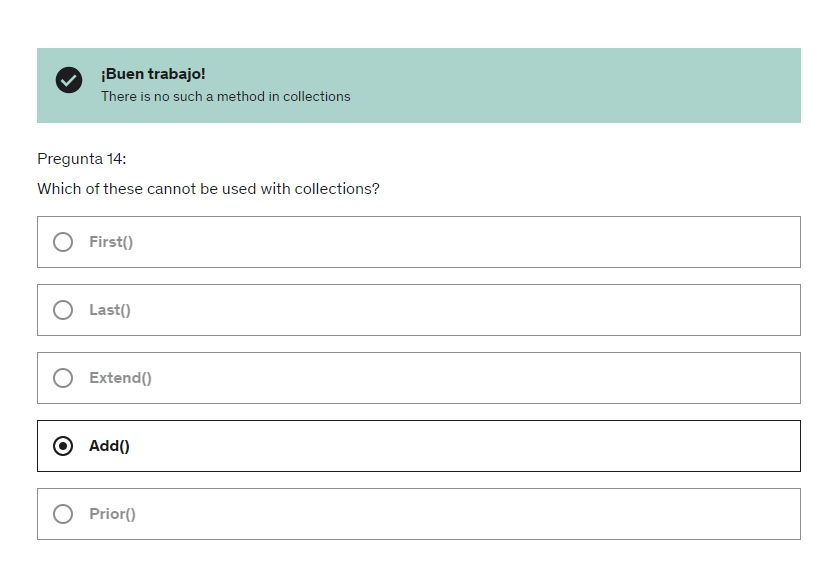 ¡Buen trabajo!
There is no such a method in collections
Pregunta 14:
Which of these cannot be used with collections?
First()
Last()
Extend()
Add()
Prior()